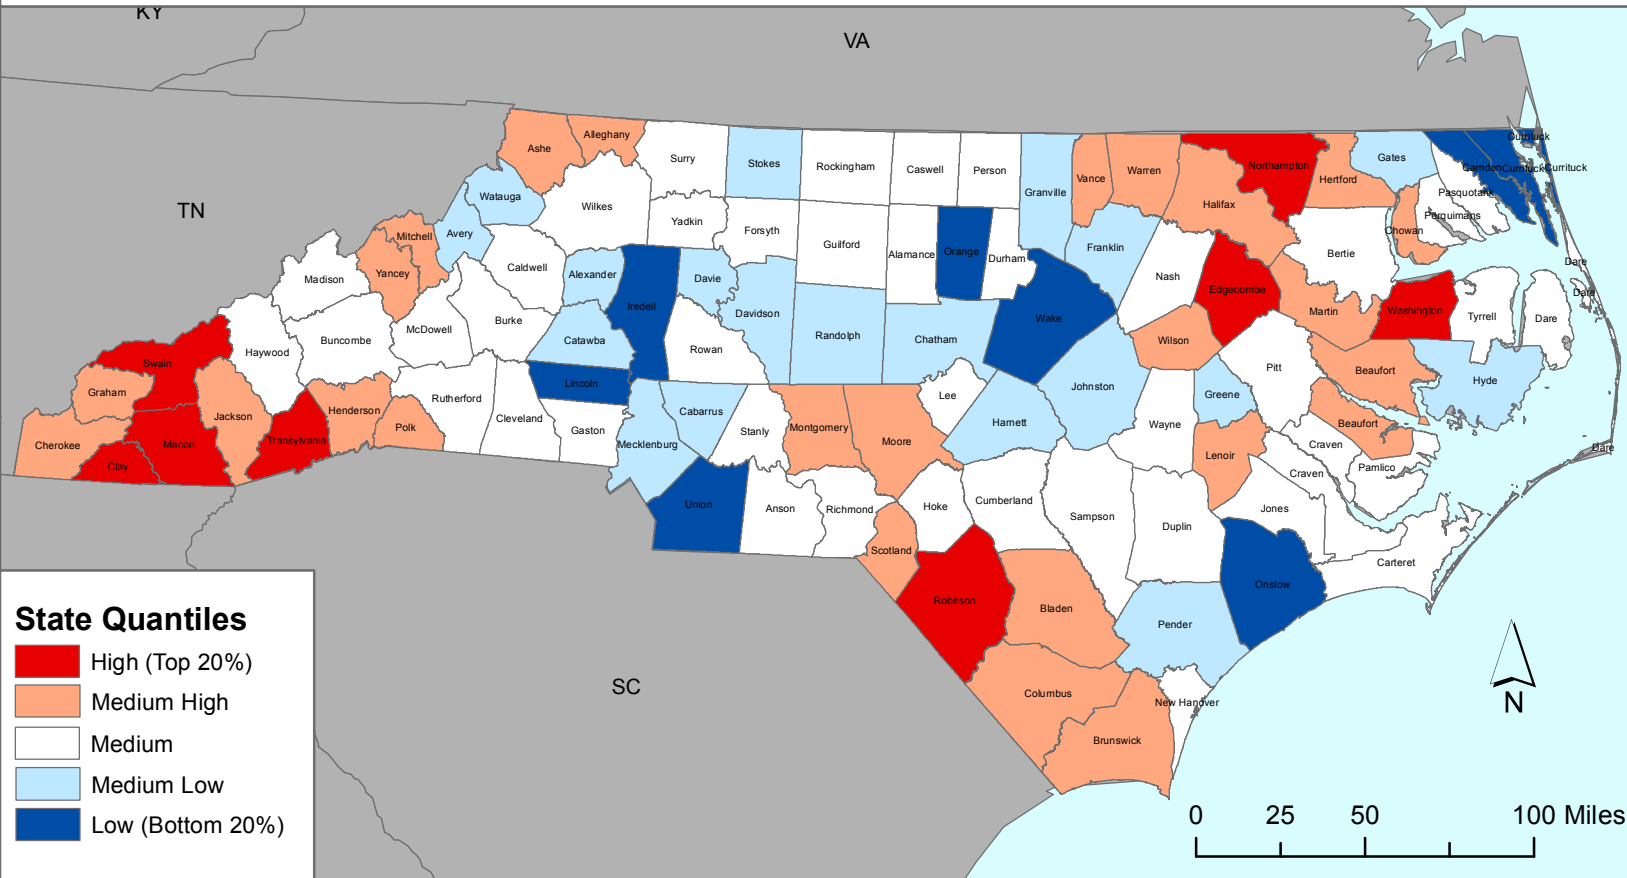 KY
VA
TN
SC
Currituck
Alleghany
Ashe
Surry
Stokes
Rockingham
Caswell
Person
Granville
Vance
Warren
Northampton
Hertford
Gates
Camden
Currituck
Currituck
Halifax
Pasquotank
Perquimans
Chowan
Watauga
Wilkes
Yadkin
Forsyth
Guilford
Alamance
Orange
Durham
Franklin
Nash
Edgecombe
Bertie
Dare
Dare
Mitchell
Avery
Yancey
Madison
Caldwell
Alexander
Iredell
Davie
Davidson
Randolph
Chatham
Wake
Martin
Washington
Tyrrell
Dare
Swain
Haywood
Buncombe
McDowell
Burke
Catawba
Rowan
Wilson
Pitt
Beaufort
Hyde
Graham
Jackson
Henderson
Polk
Rutherford
Cleveland
Lincoln
Gaston
Cabarrus
Mecklenburg
Stanly
Montgomery
Moore
Lee
Harnett
Johnston
Wayne
Greene
Lenoir
Beaufort
Craven
Craven
Pamlico
Dare
Cherokee
Clay
Macon
Transylvania
Union
Anson
Richmond
Hoke
Cumberland
Sampson
Duplin
Jones
Carteret
Scotland
Robeson
Bladen
Pender
Onslow
Columbus
Brunswick
New Hanover
State Quantiles
High (Top 20%)
Medium High
Medium
Medium Low
Low (Bottom 20%)
N
0 25 50 100 Miles